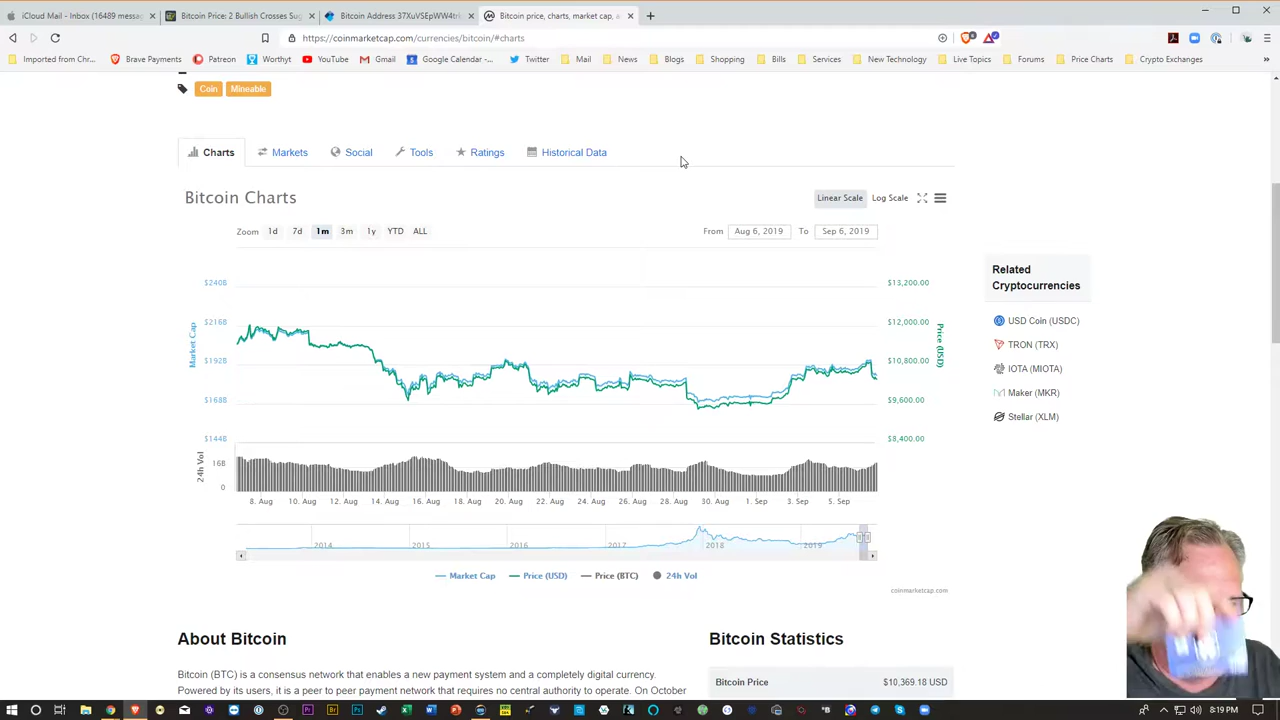 iCloud Mail - Inbox (16489 messag
Bitcoin Price: 2 Bullish Crosses Sug
Bitcoin Address 37XuVSEpWW4trk
Bitcoin price, charts, market cap, e
https://coinmarketcap.com/currencies/bitcoin/#charts
Imported from Chr...
Brave Payments
Patreon
Worthyt
YouTube
Gmail
Google Calendar -...
Twitter
Mail
News
Blogs
Shopping
Bills
Services
New Technology
Live Topics
Forums
Price Charts
Crypto Exchanges
Coin
Mineable
Charts
Markets
Social
Tools
Ratings
Historical Data
Bitcoin Charts
Linear Scale
Log Scale
Zoom 1d 7d 1m 3m 1y YTD ALL
From Aug 6, 2019 To Sep 6, 2019
$240B
$216B
$192B
$168B
$144B
Market Cap
$13,200.00
$12,000.00
$10,800.00
$9,600.00
$8,400.00
Price (USD)
24h Vol
16B
0
8. Aug 10. Aug 12. Aug 14. Aug 16. Aug 18. Aug 20. Aug 22. Aug 24. Aug 26. Aug 28. Aug 30. Aug 1. Sep 3. Sep 5. Sep
2014 2015 2016 2017 2018 2019
Market Cap Price (USD) Price (BTC) 24h Vol
coinmarketcap.com
Related
Cryptocurrencies
USD Coin (USDC)
TRON (TRX)
IOTA (MIOTA)
Maker (MKR)
Stellar (XLM)
About Bitcoin
Bitcoin (BTC) is a consensus network that enables a new payment system and a completely digital currency.
Powered by its users, it is a peer to peer payment network that requires no central authority to operate. On October
Bitcoin Statistics
Bitcoin Price
$10,369.18 USD
8:19 PM